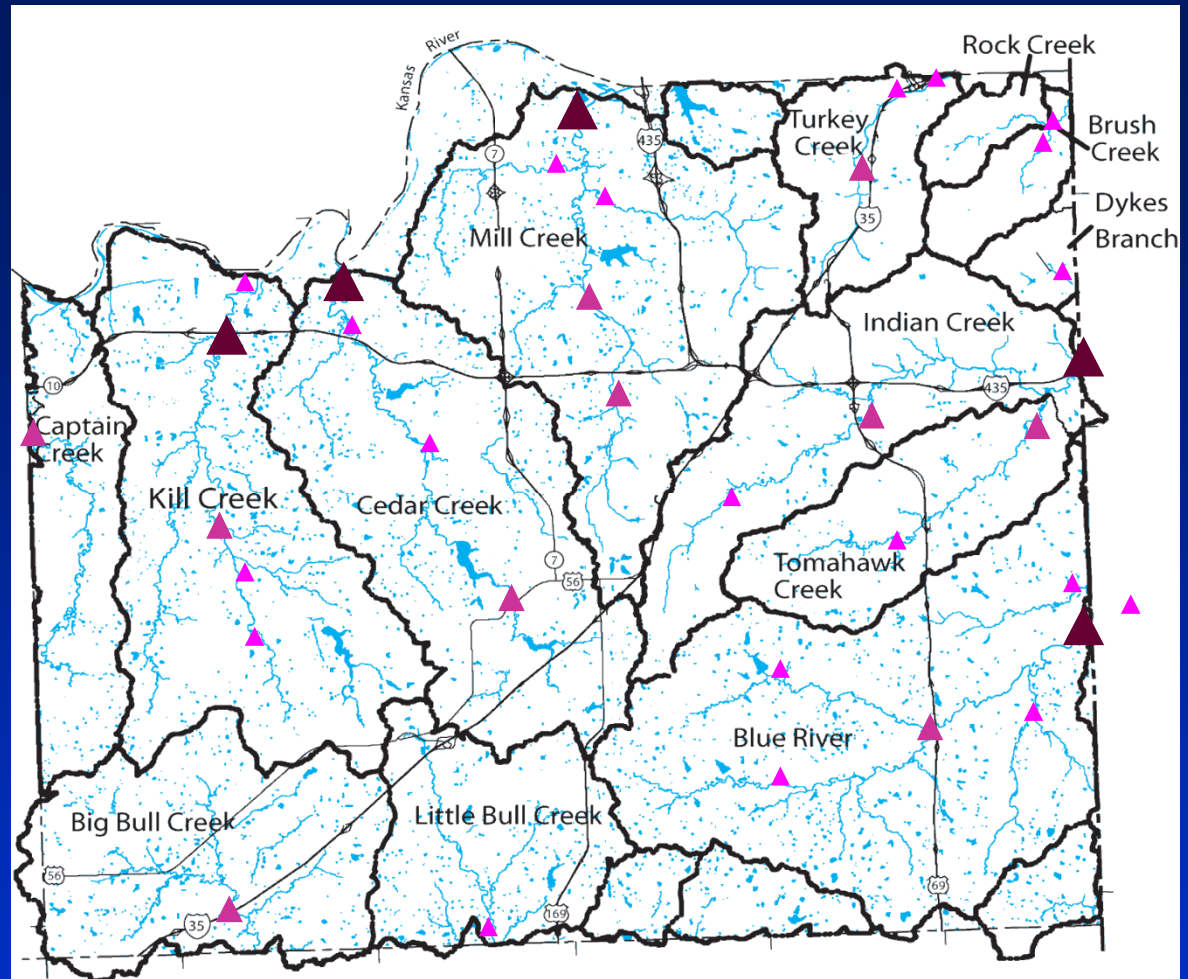 River
Kansas
Rock Creek
Turkey
Creek
Brush
Creek
7
435
35
Dykes
Branch
Mill Creek
Indian Creek
10
435
Captain
Creek
Kill Creek
Cedar Creek
7
56
Tomahawk
Creek
Blue River
Big Bull Creek
Little Bull Creek
56
69
35
169